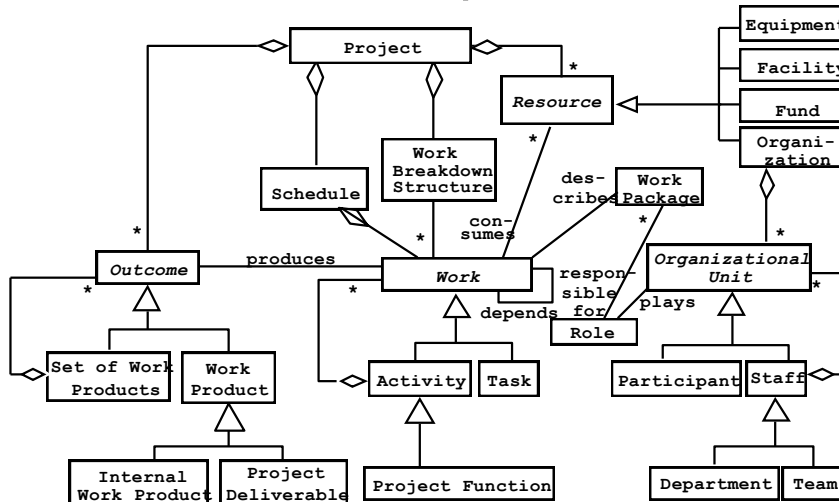 Equipment
Project
Facility
*
*
Resource
Fund
*
Organi-
zation
Work
Breakdown
Structure
des-
cribes
Work
Package
Schedule
con-
sumes
*
*
*
*
produces
Outcome
*
Work
*
respon-
sible
for
Organizational
Unit
*
*
depends
plays
Role
Set of Work
Products
Work
Product
Activity
Task
Participant
Staff
Internal
Work Product
Project
Deliverable
Project Function
Department
Team